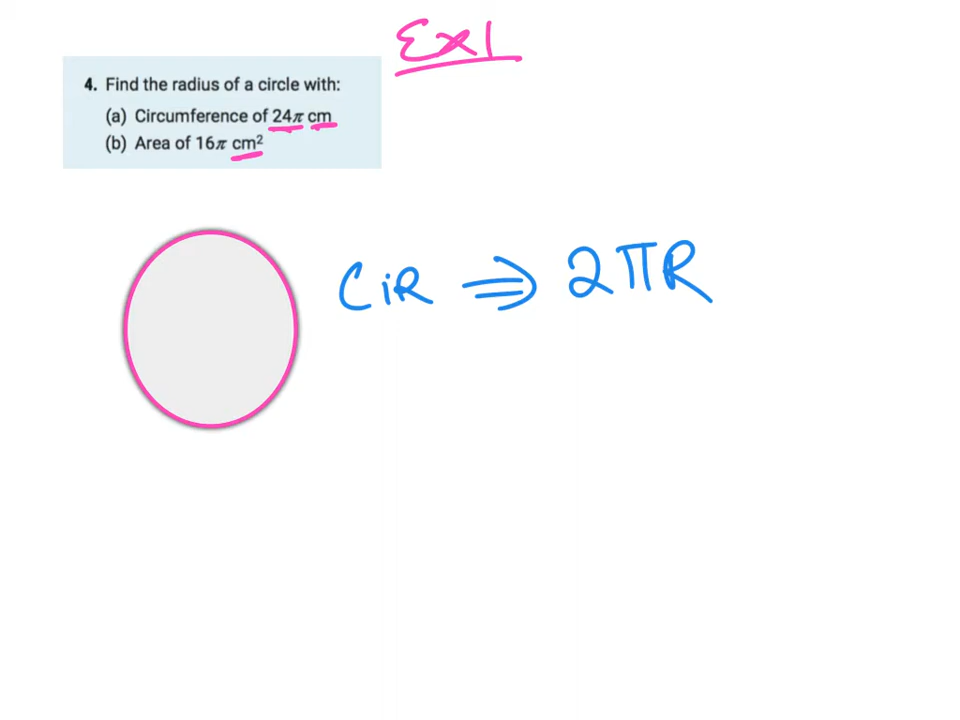 Ex1
4. Find the radius of a circle with:
(a) Circumference of 24π cm
(b) Area of 16π cm²
CiR ⇒ 2πR